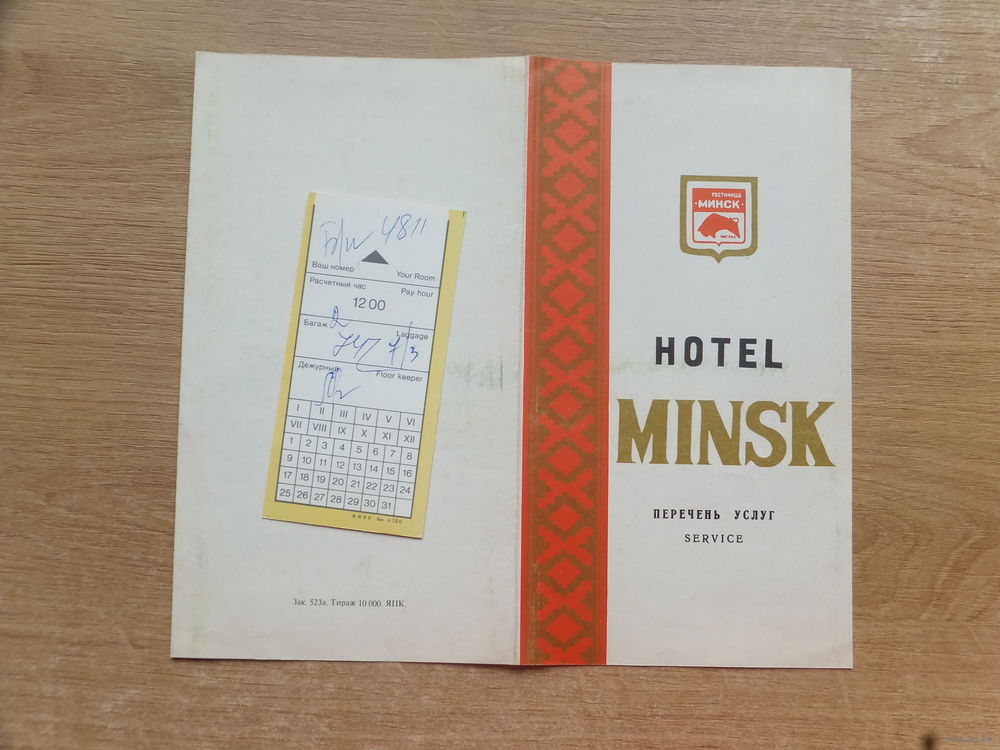 4811
Ваш номер
Your Room
Расчетный час
Pay hour
12 00
Багаж 2
Laggage
Дежурный
Floor keeper
I II III IV V VI
VII VIII IX X XI XII
1 2 3 4 5 6 7 8
9 10 11 12 13 14 15 16
17 18 19 20 21 22 23 24
25 26 27 28 29 30 31
Зак. 523а. Тираж 10 000. ЯПК.
ГОСТИНИЦА
·МИНСК·
МОСКВА
HOTEL
MINSK
ПЕРЕЧЕНЬ УСЛУГ
SERVICE